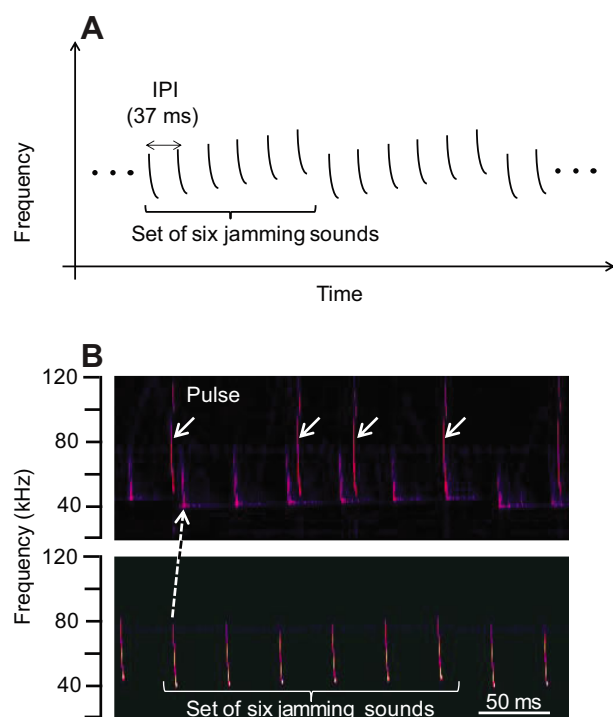 A
IPI
(37 ms)
Frequency
Set of six jamming sounds
Time
B
Frequency (kHz)
120
80
40
Pulse
120
80
40
Set of six jamming sounds
50 ms